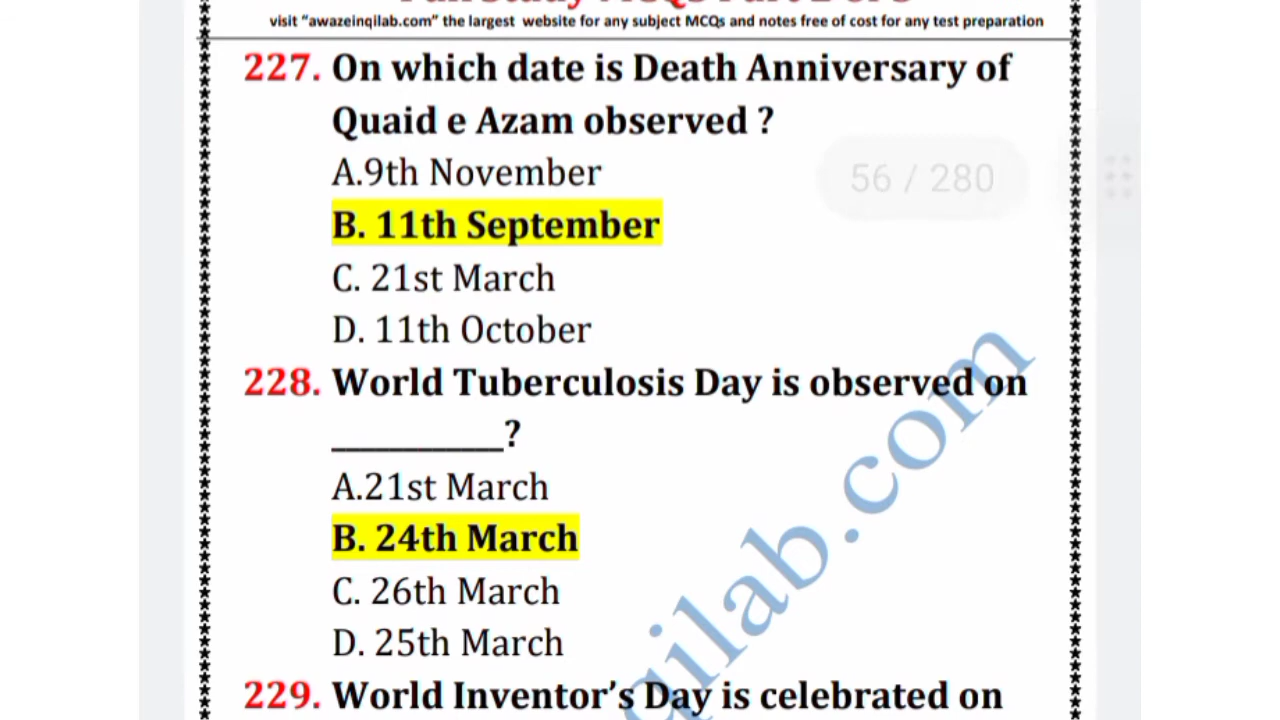 visit "awazeinqilab.com" the largest website for any subject MCQs and notes free of cost for any test preparation
227. On which date is Death Anniversary of
Quaid e Azam observed ?
A.9th November
56 / 280
B. 11th September
C. 21st March
D. 11th October
228. World Tuberculosis Day is observed on
____________?
A.21st March
B. 24th March
C. 26th March
D. 25th March
229. World Inventor's Day is celebrated on
qilab.com